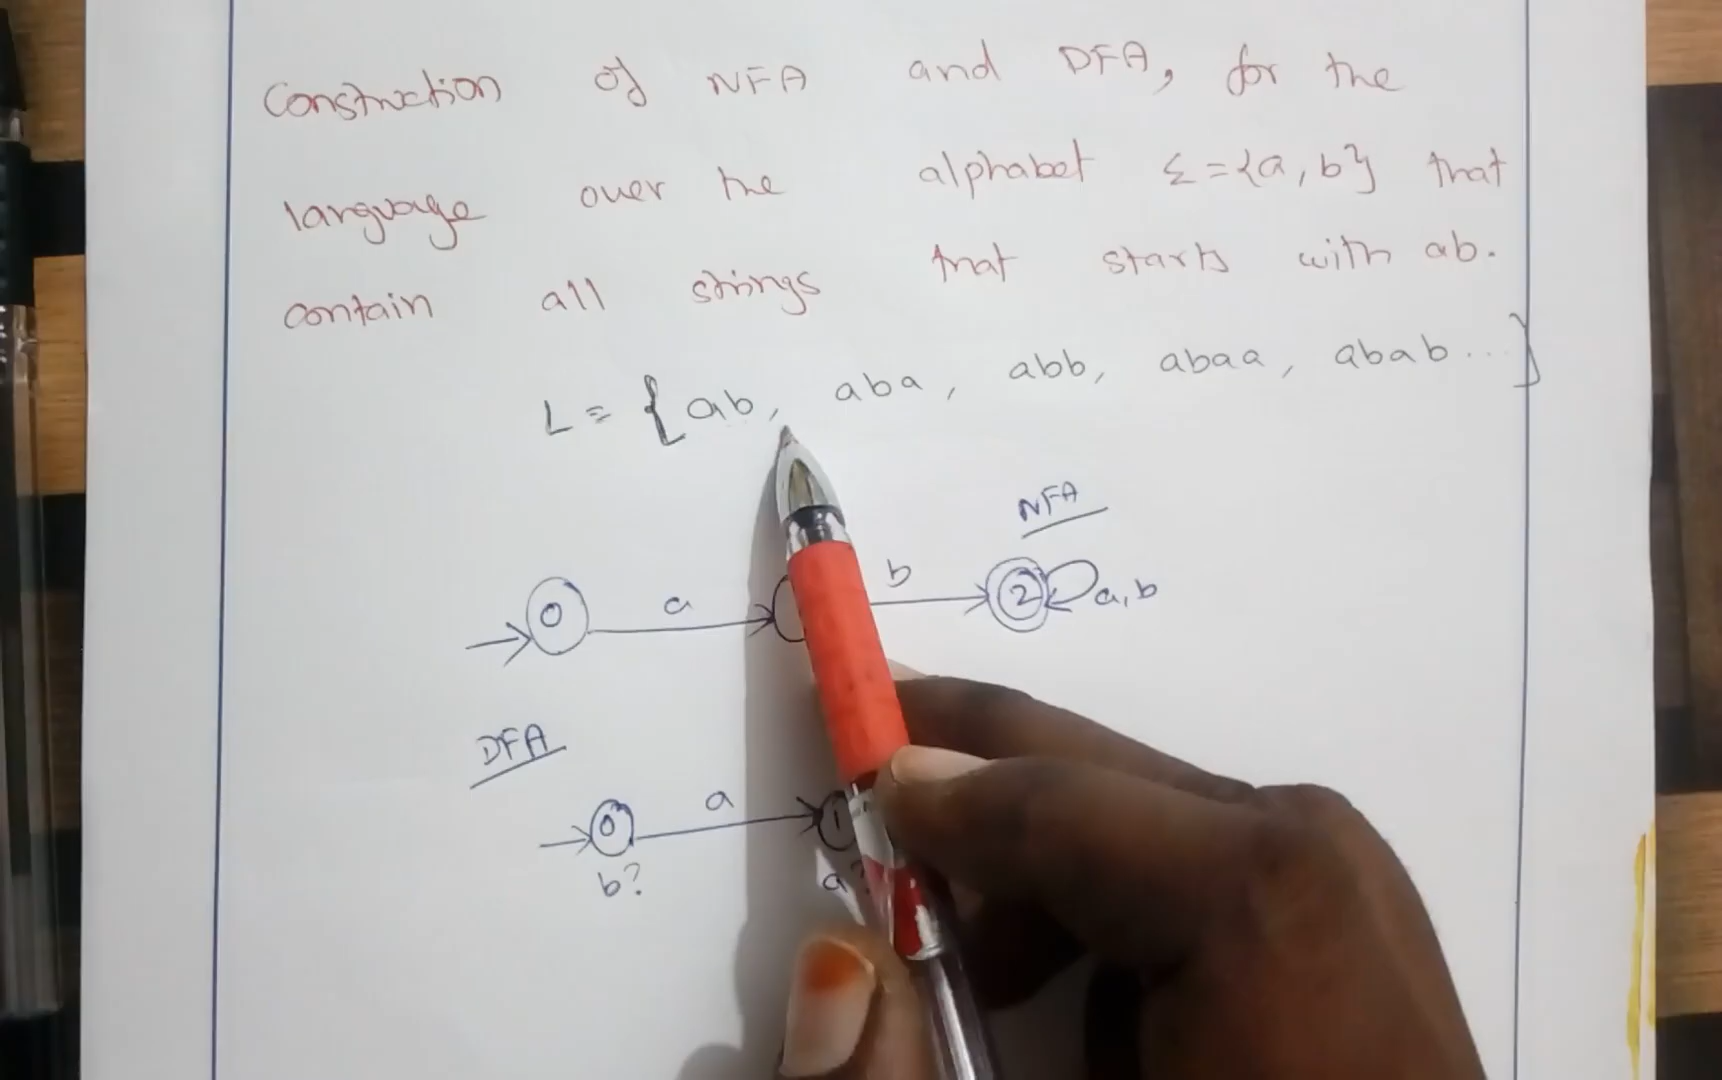 Construction of NFA and DFA, for the
language over the alphabet Σ={a,b} that
contain all strings that starts with ab.
L = {ab, aba, abb, abaa, abab...}
NFA
0 a b 2 a,b
DFA
0 a 1
b? a?